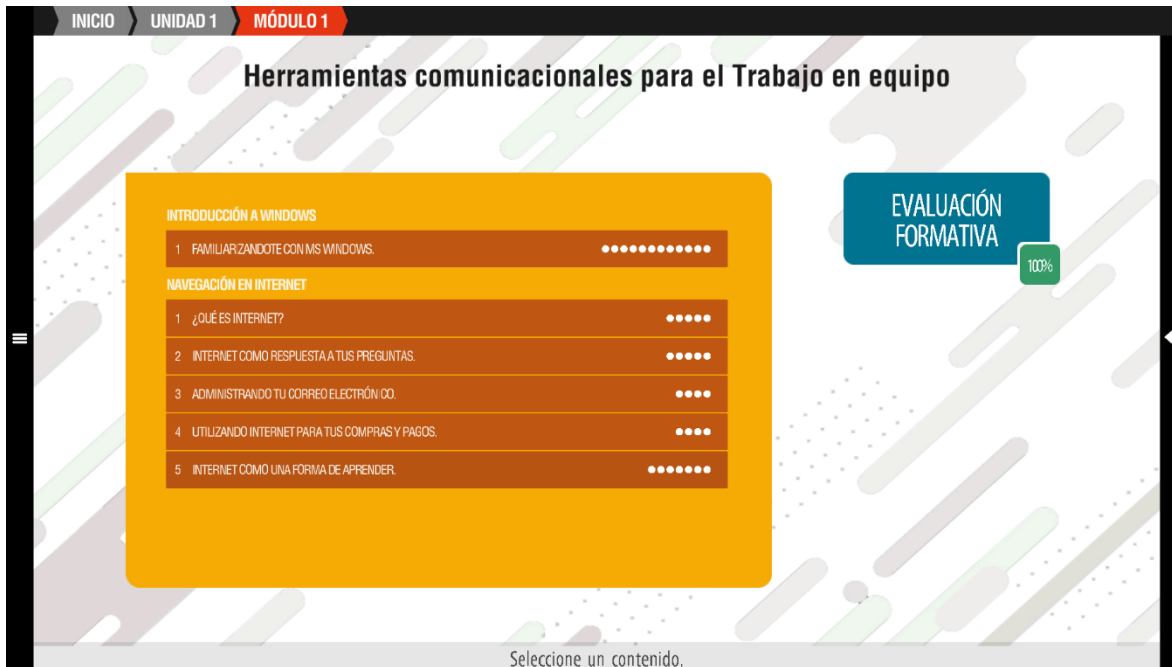 INICIO UNIDAD 1 MÓDULO 1
Herramientas comunicacionales para el Trabajo en equipo
INTRODUCCIÓN A WINDOWS
1 FAMILIARIZANDOTE CON MS WINDOWS.
NAVEGACIÓN EN INTERNET
1 ¿QUÉ ES INTERNET?
2 INTERNET COMO RESPUESTA A TUS PREGUNTAS.
3 ADMINISTRANDO TU CORREO ELECTRÓNICO.
4 UTILIZANDO INTERNET PARA TUS COMPRAS Y PAGOS.
5 INTERNET COMO UNA FORMA DE APRENDER.
EVALUACIÓN
FORMATIVA
100%
Seleccione un contenido.